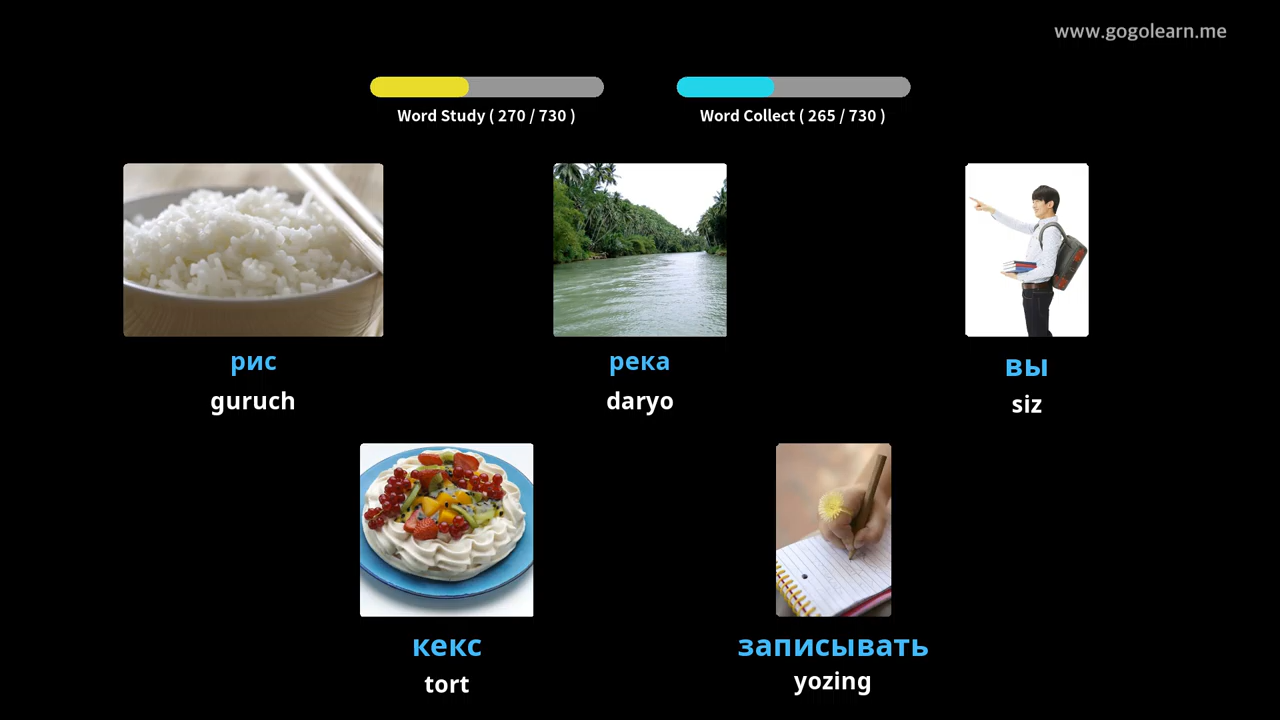 www.gogolearn.me
Word Study ( 270 / 730 )
Word Collect ( 265 / 730 )
рис
guruch
река
daryo
вы
siz
кекс
tort
записывать
yozing